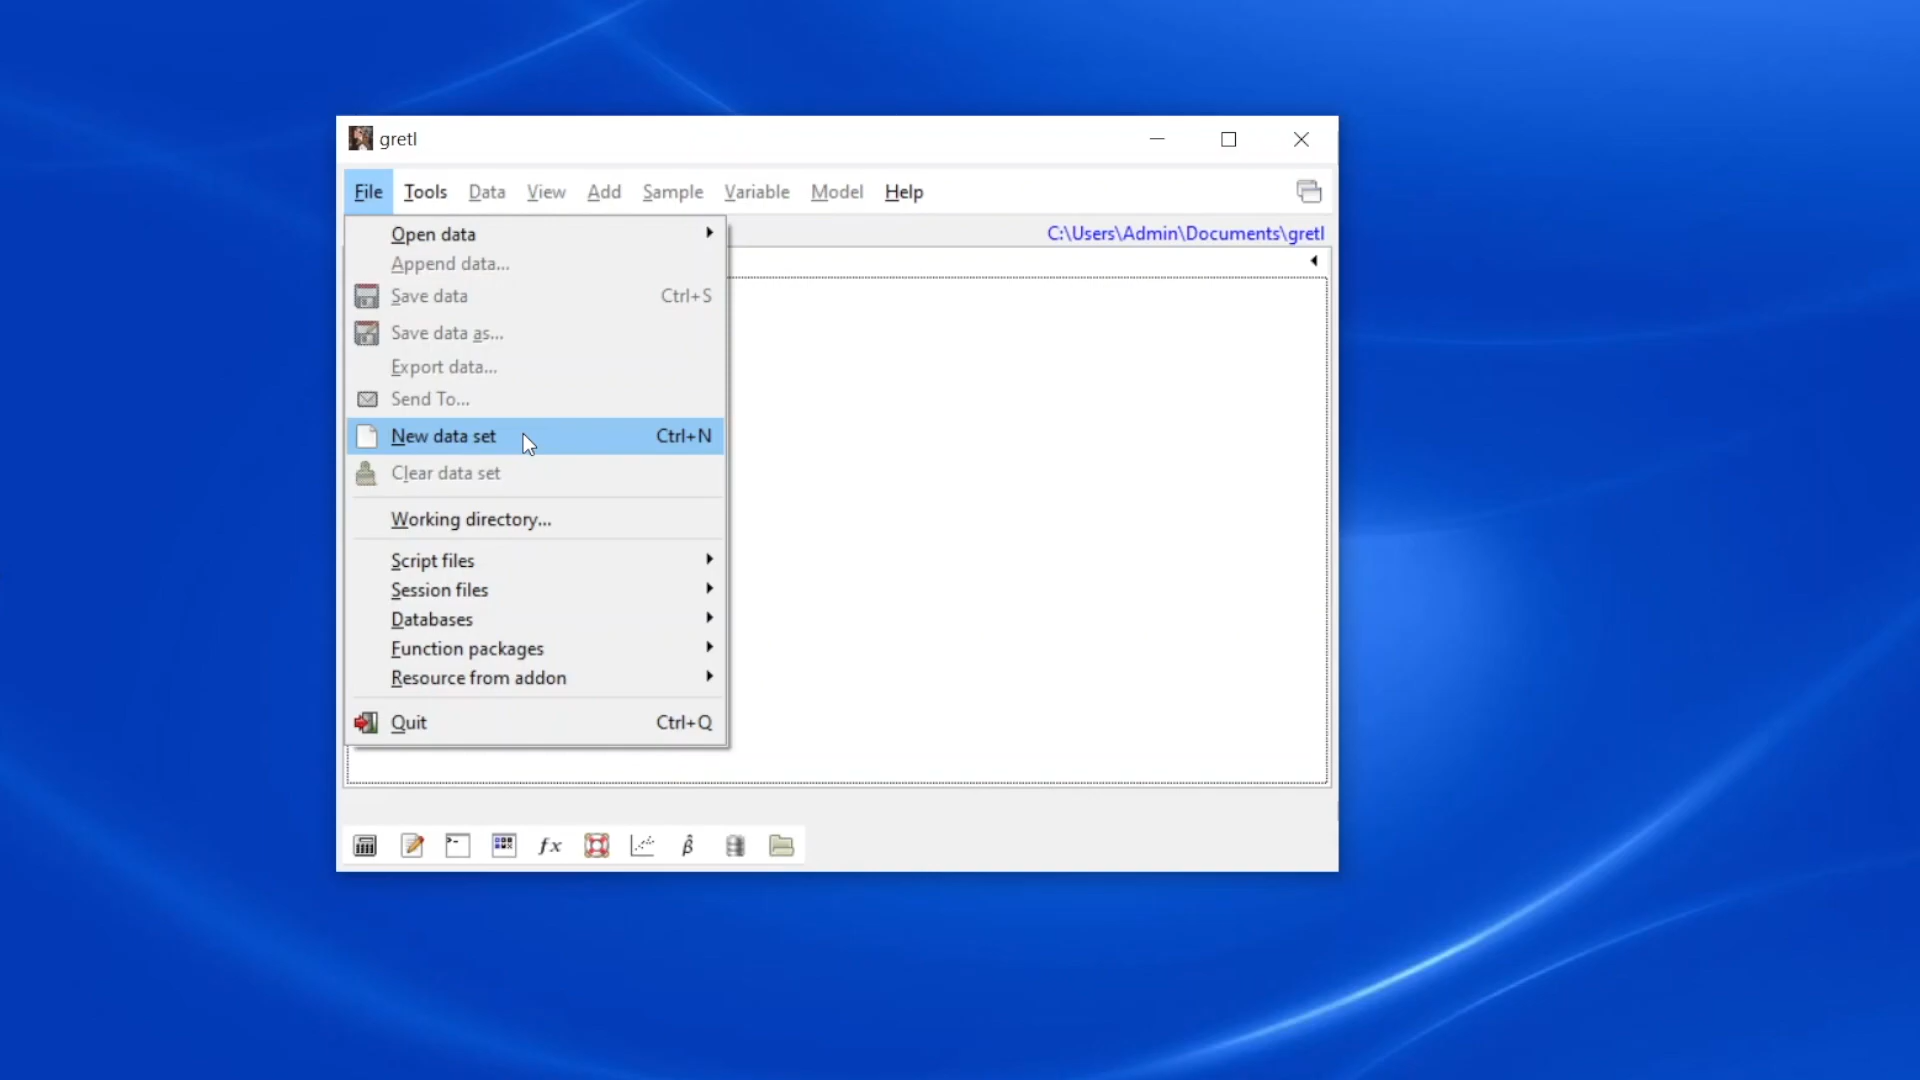 gretl
File Tools Data View Add Sample Variable Model Help
C:\Users\Admin\Documents\gretl
Open data
Append data...
Save data Ctrl+S
Save data as...
Export data...
Send To...
New data set Ctrl+N
Clear data set
Working directory...
Script files
Session files
Databases
Function packages
Resource from addon
Quit Ctrl+Q
fx β̂